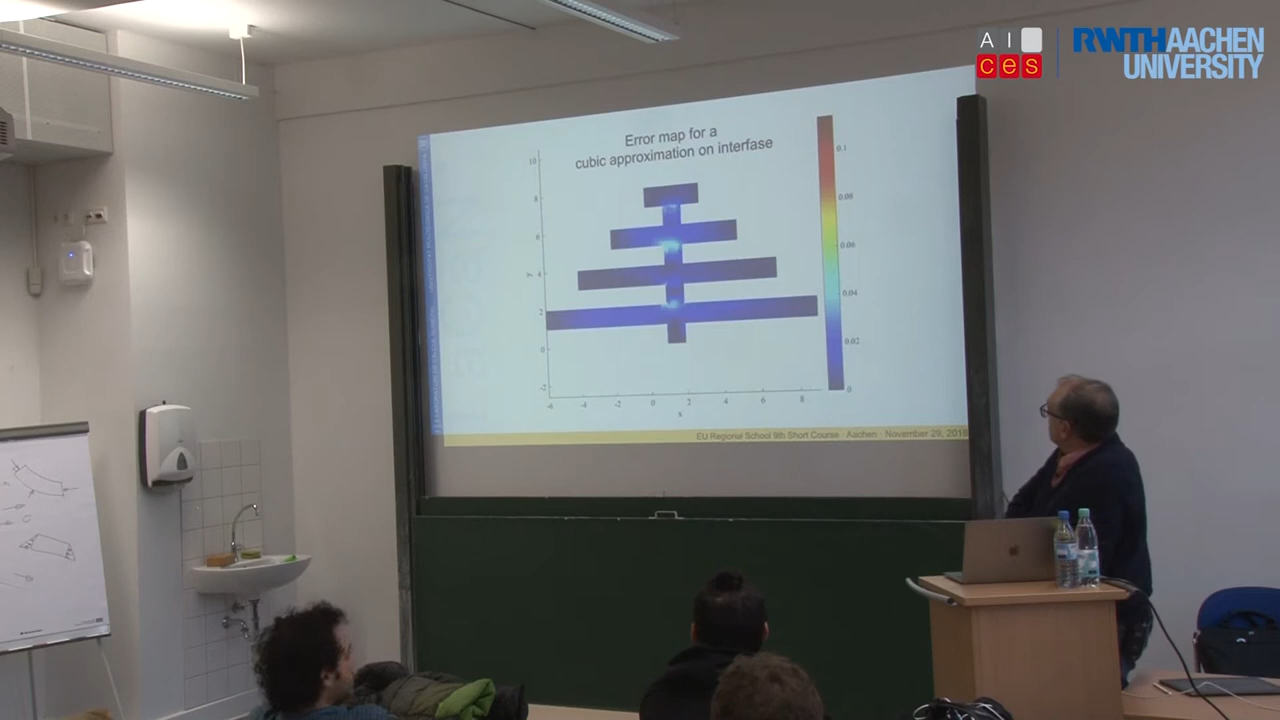 AI
ces
RWTHAACHEN
UNIVERSITY
Error map for a
cubic approximation on interfase
10
8
6
4
2
0
-2
y
-6
-4
-2
0
2
4
6
8
x
0.1
0.08
0.06
0.04
0.02
0
EU Regional School 9th Short Course · Aachen · November 29, 2018